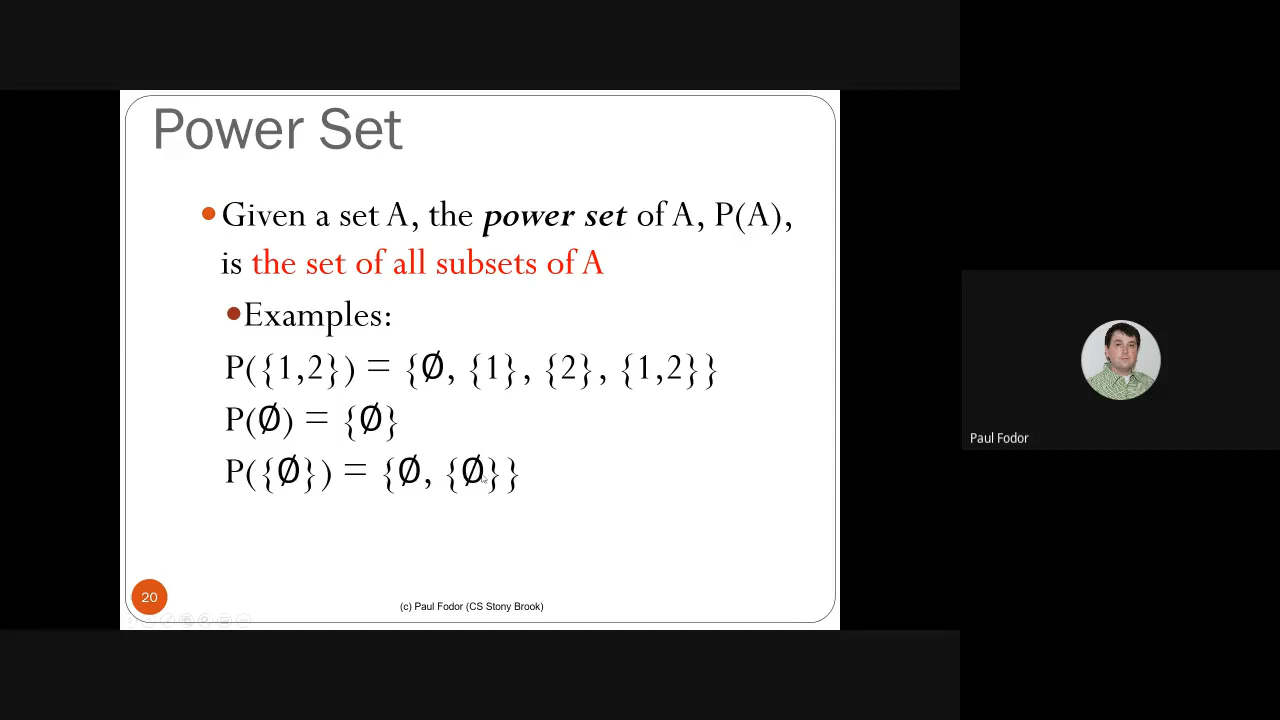 Power Set
•Given a set A, the power set of A, P(A),
is the set of all subsets of A
•Examples:
P({1,2}) = {∅, {1}, {2}, {1,2}}
P(∅) = {∅}
P({∅}) = {∅, {∅}}
20
(c) Paul Fodor (CS Stony Brook)
Paul Fodor